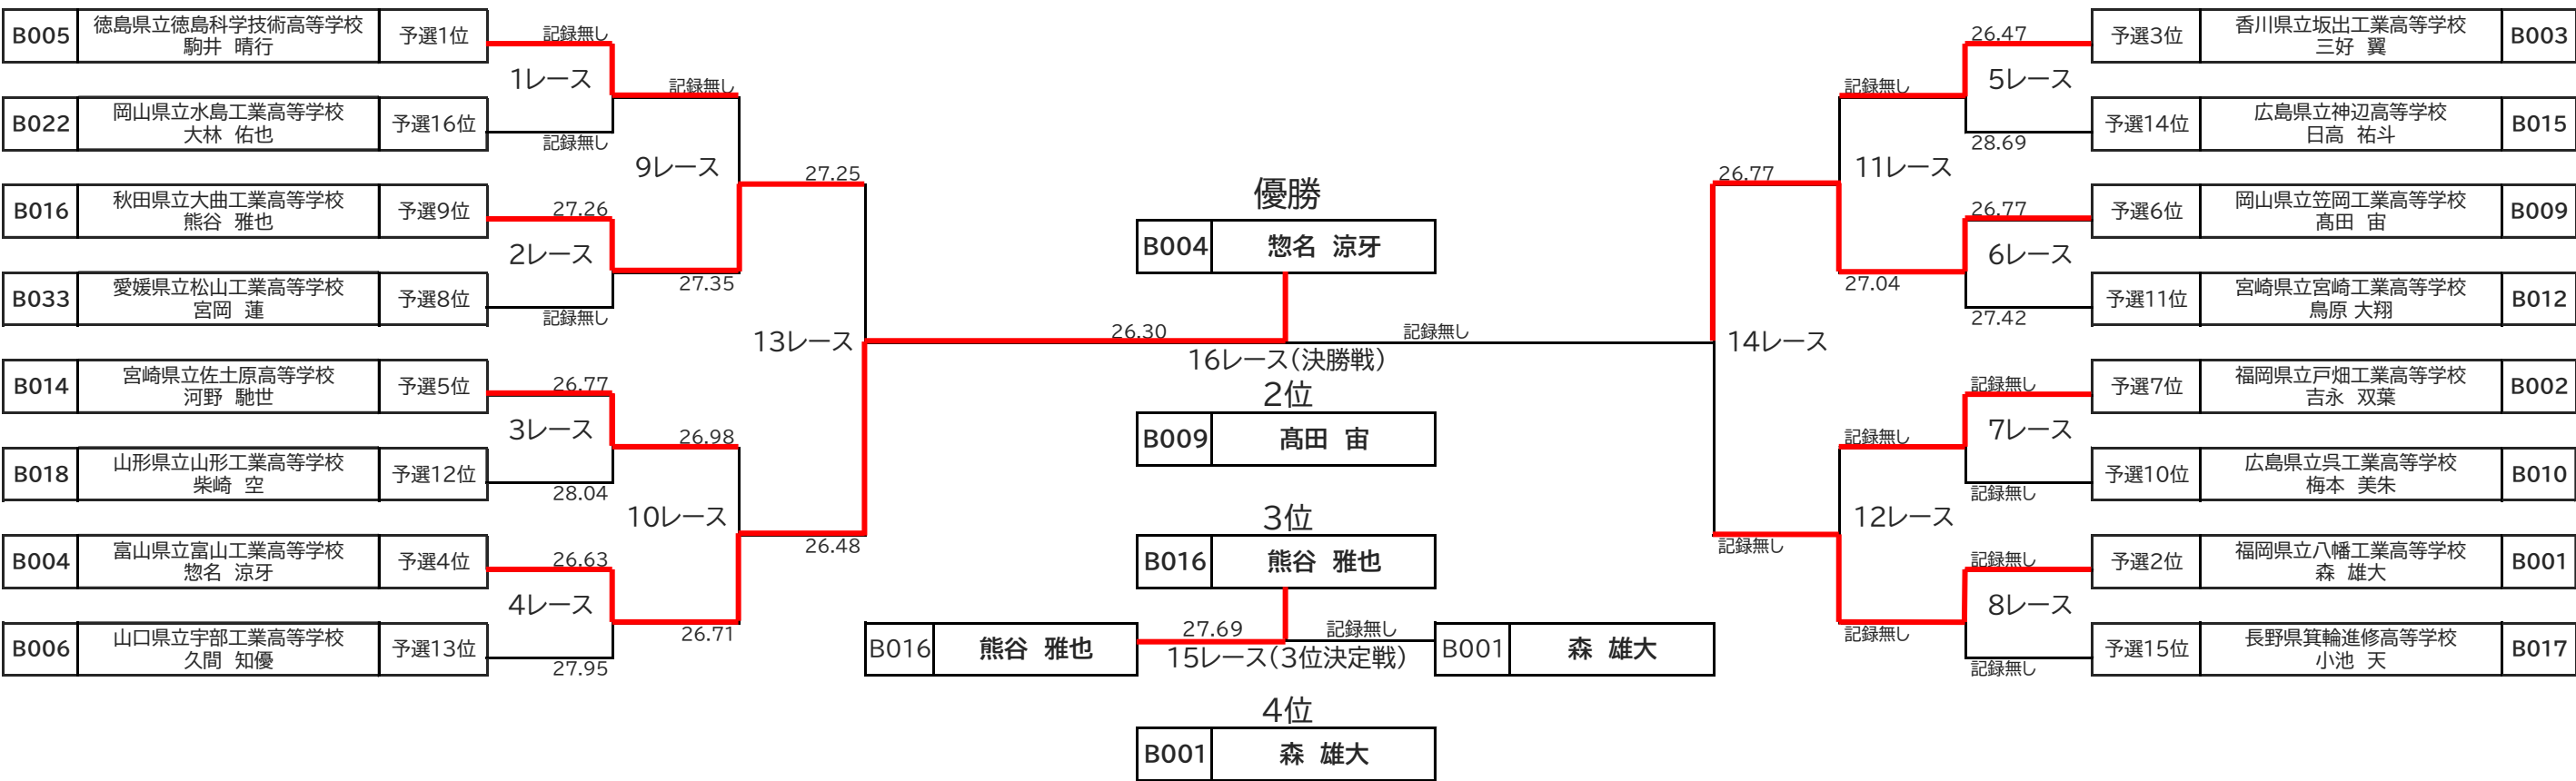 B005 徳島県立徳島科学技術高等学校 予選1位
駒井 晴行
記録無し
1レース
記録無し
B022 岡山県立水島工業高等学校 予選16位
大林 佑也
記録無し
9レース
27.25
B016 秋田県立大曲工業高等学校 予選9位
熊谷 雅也
27.26
2レース
27.35
B033 愛媛県立松山工業高等学校 予選8位
宮岡 蓮
記録無し
13レース
B014 宮崎県立佐土原高等学校 予選5位
河野 馳世
26.77
3レース
26.98
B018 山形県立山形工業高等学校 予選12位
柴崎 空
28.04
10レース
26.48
B004 富山県立富山工業高等学校 予選4位
惣名 涼牙
26.63
4レース
26.71
B006 山口県立宇部工業高等学校 予選13位
久間 知優
27.95
優勝
B004 惣名 涼牙
26.30 記録無し
16レース(決勝戦)
2位
B009 髙田 宙
3位
B016 熊谷 雅也
B016 熊谷 雅也 27.69 記録無し B001 森 雄大
15レース(3位決定戦)
4位
B001 森 雄大
26.47 予選3位 香川県立坂出工業高等学校 B003
三好 翼
記録無し
5レース
予選14位 広島県立神辺高等学校 B015
日高 祐斗
28.69
11レース
26.77
26.77 予選6位 岡山県立笠岡工業高等学校 B009
髙田 宙
6レース
27.04
予選11位 宮崎県立宮崎工業高等学校 B012
鳥原 大翔
27.42
14レース
記録無し 予選7位 福岡県立戸畑工業高等学校 B002
吉永 双葉
7レース
記録無し
予選10位 広島県立呉工業高等学校 B010
梅本 美朱
記録無し
12レース
記録無し
記録無し 予選2位 福岡県立八幡工業高等学校 B001
森 雄大
8レース
記録無し
予選15位 長野県箕輪進修高等学校 B017
小池 天
記録無し